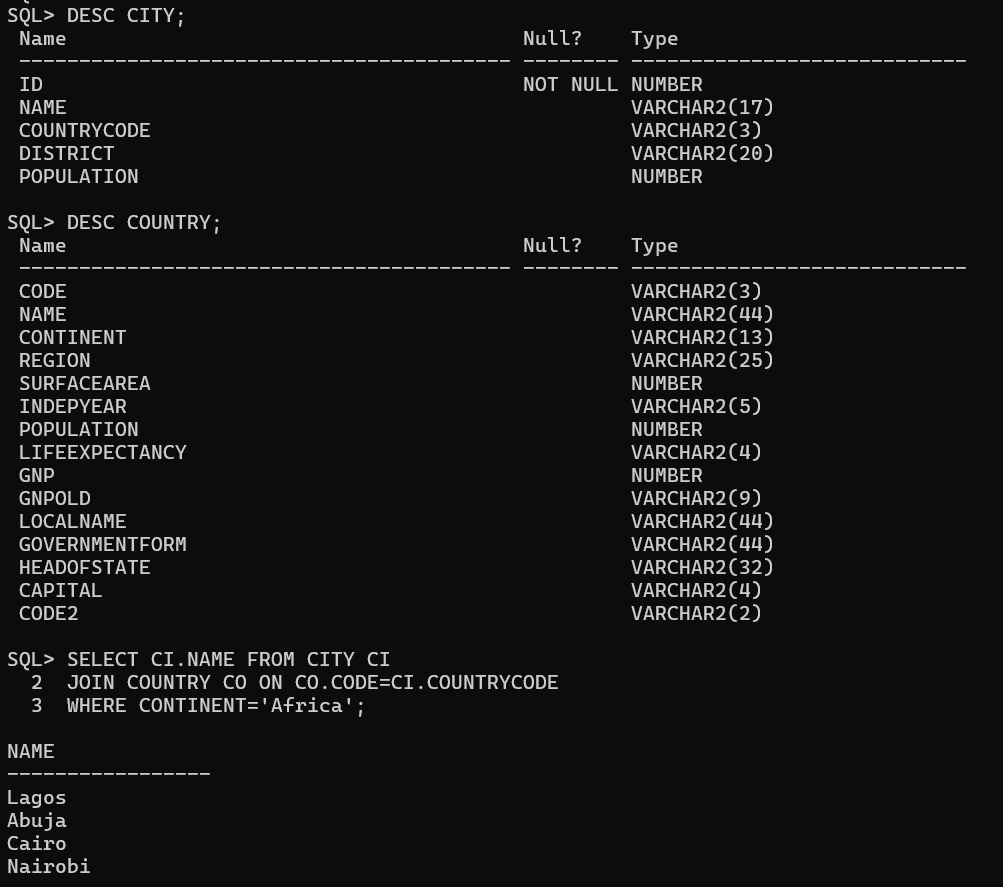 SQL> DESC CITY;
Name Null? Type
----------------------------------------- -------- ----------------------------
ID NOT NULL NUMBER
NAME VARCHAR2(17)
COUNTRYCODE VARCHAR2(3)
DISTRICT VARCHAR2(20)
POPULATION NUMBER
SQL> DESC COUNTRY;
Name Null? Type
----------------------------------------- -------- ----------------------------
CODE VARCHAR2(3)
NAME VARCHAR2(44)
CONTINENT VARCHAR2(13)
REGION VARCHAR2(25)
SURFACEAREA NUMBER
INDEPYEAR VARCHAR2(5)
POPULATION NUMBER
LIFEEXPECTANCY VARCHAR2(4)
GNP NUMBER
GNPOLD VARCHAR2(9)
LOCALNAME VARCHAR2(44)
GOVERNMENTFORM VARCHAR2(44)
HEADOFSTATE VARCHAR2(32)
CAPITAL VARCHAR2(4)
CODE2 VARCHAR2(2)
SQL> SELECT CI.NAME FROM CITY CI
2 JOIN COUNTRY CO ON CO.CODE=CI.COUNTRYCODE
3 WHERE CONTINENT='Africa';
NAME
-----------------
Lagos
Abuja
Cairo
Nairobi